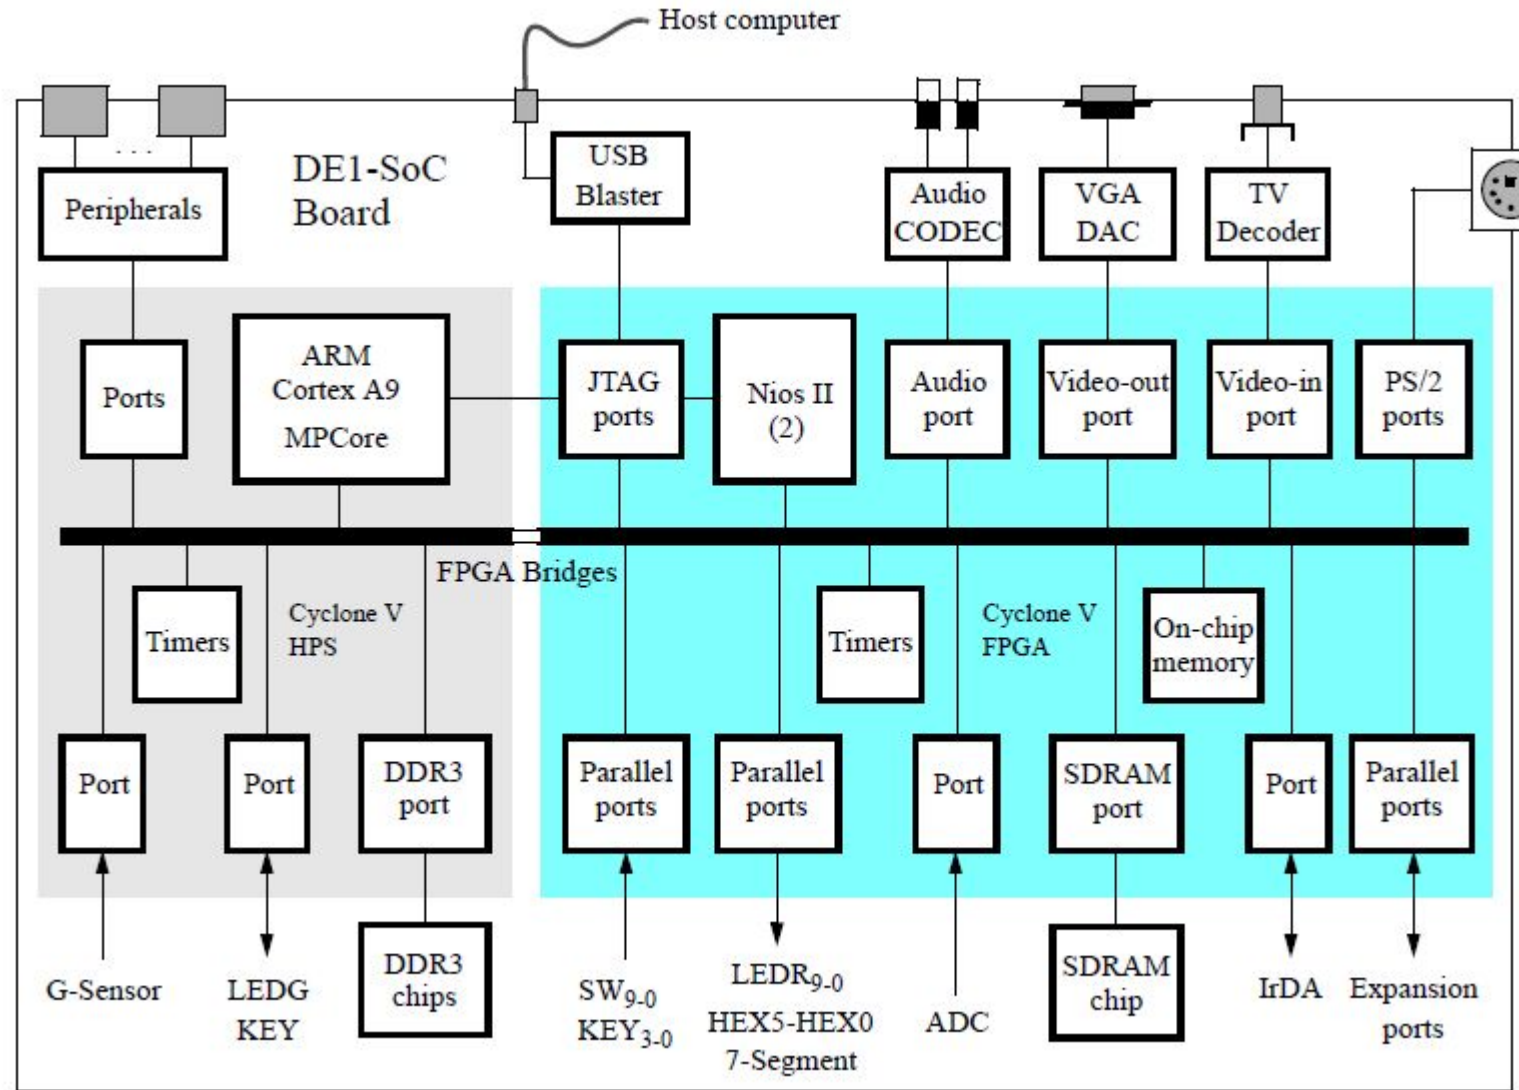 Host computer
DE1-SoC
Board
Peripherals
USB
Blaster
Audio
CODEC
VGA
DAC
TV
Decoder
Ports
ARM
Cortex A9
MPCore
JTAG
ports
Nios II
(2)
Audio
port
Video-out
port
Video-in
port
PS/2
ports
FPGA Bridges
Timers
Cyclone V
HPS
Timers
Cyclone V
FPGA
On-chip
memory
Port
Port
DDR3
port
Parallel
ports
Parallel
ports
Port
SDRAM
port
Port
Parallel
ports
G-Sensor
LEDG
KEY
DDR3
chips
SW9-0
KEY3-0
LEDR9-0
HEX5-HEX0
7-Segment
ADC
SDRAM
chip
IrDA
Expansion
ports